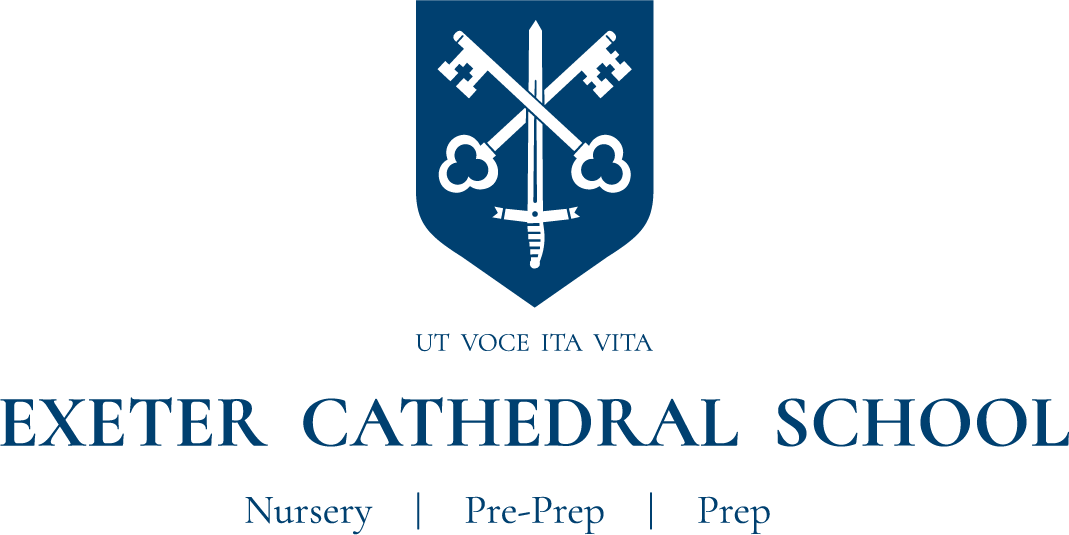 UT VOCE ITA VITA
EXETER CATHEDRAL SCHOOL
Nursery | Pre-Prep | Prep